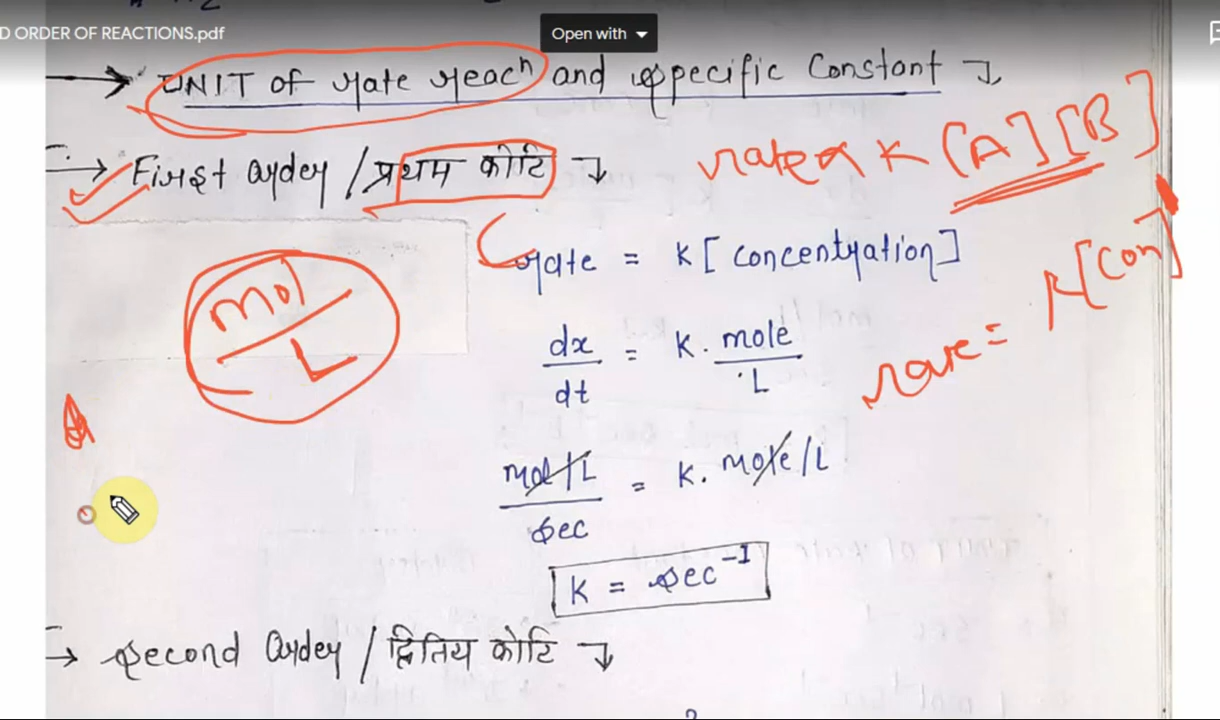 D ORDER OF REACTIONS.pdf
Open with
→ UNIT of rate reacⁿ and specific Constant
→ First order / प्रथम कोटि
rate ∝ K [A][B]
rate = K [concentration]
rate = K[Con]
mol/L
dx/dt = K. mole/L
mol/L/sec = K. mole/L
K = sec⁻¹
→ second Order / द्वितिय कोटि